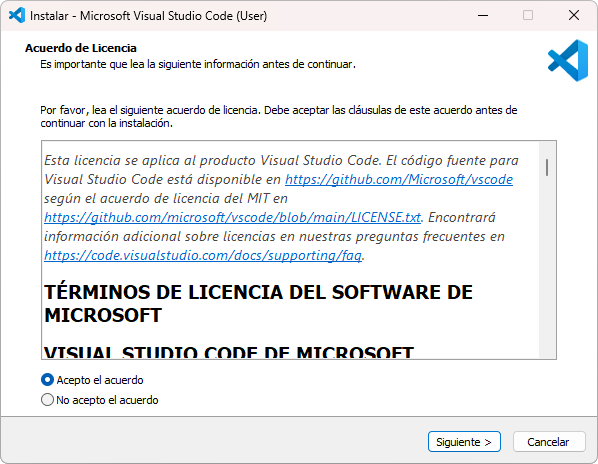 Instalar - Microsoft Visual Studio Code (User)
Acuerdo de Licencia
Es importante que lea la siguiente información antes de continuar.
Por favor, lea el siguiente acuerdo de licencia. Debe aceptar las cláusulas de este acuerdo antes de
continuar con la instalación.
Esta licencia se aplica al producto Visual Studio Code. El código fuente para
Visual Studio Code está disponible en https://github.com/Microsoft/vscode
según el acuerdo de licencia del MIT en
https://github.com/microsoft/vscode/blob/main/LICENSE.txt. Encontrará
información adicional sobre licencias en nuestras preguntas frecuentes en
https://code.visualstudio.com/docs/supporting/faq.
TÉRMINOS DE LICENCIA DEL SOFTWARE DE
MICROSOFT
VISUAL STUDIO CODE DE MICROSOFT
Acepto el acuerdo
No acepto el acuerdo
Siguiente >
Cancelar